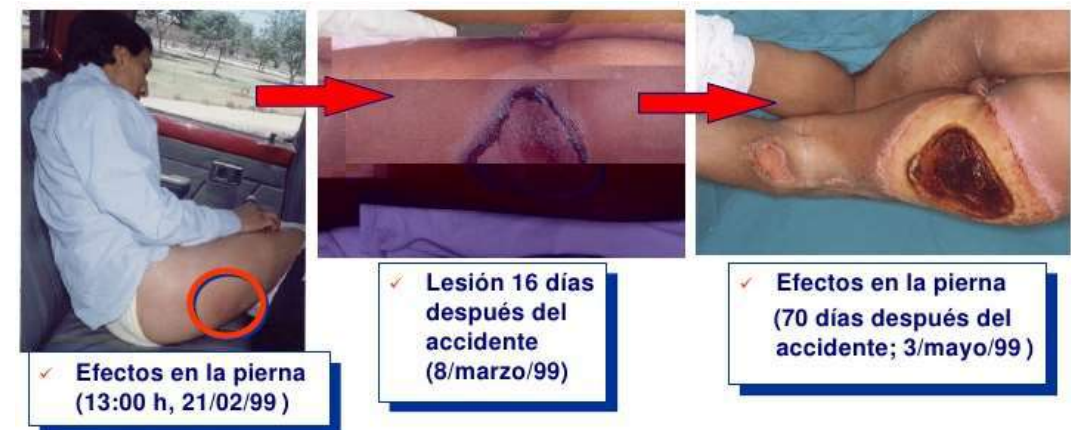 ✓ Efectos en la pierna
(13:00 h, 21/02/99 )
✓ Lesión 16 días
después del
accidente
(8/marzo/99)
✓ Efectos en la pierna
(70 días después del
accidente; 3/mayo/99 )